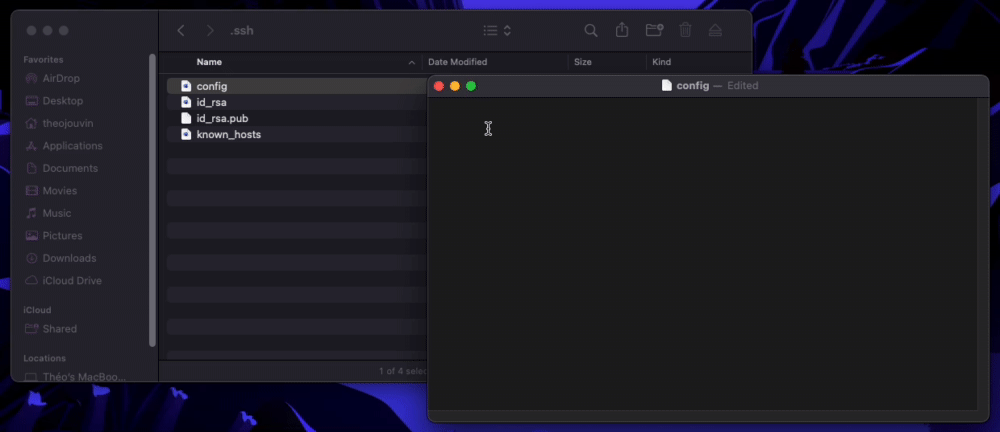 .ssh
Favorites
AirDrop
Desktop
theojouvin
Applications
Documents
Movies
Music
Pictures
Downloads
iCloud Drive
iCloud
Shared
Locations
Théo's MacBoo...
Name
Date Modified
Size
Kind
config
id_rsa
id_rsa.pub
known_hosts
1 of 4 selec
config — Edited